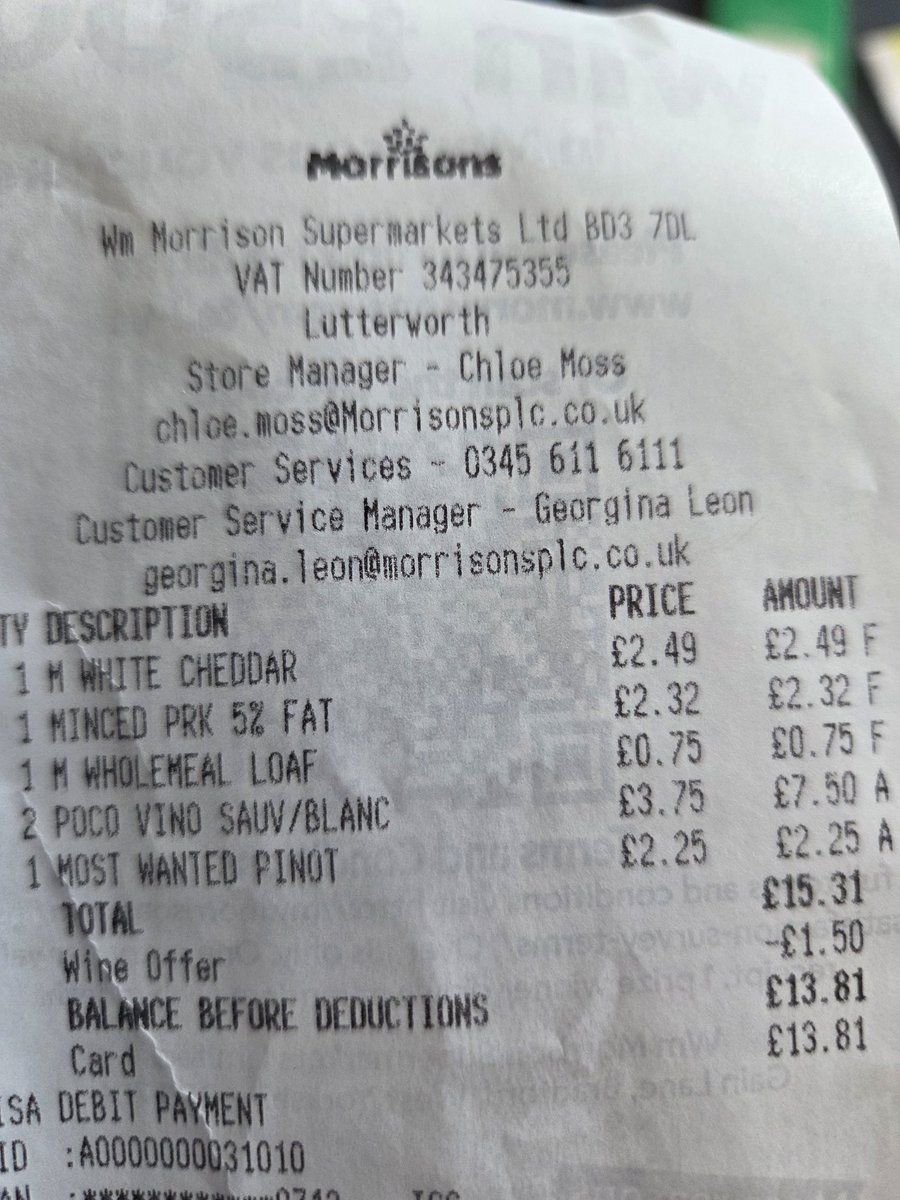 Morrisons
Wm Morrison Supermarkets Ltd BD3 7DL
VAT Number 343475355
Lutterworth
Store Manager - Chloe Moss
chloe.moss@Morrisonsplc.co.uk
Customer Services - 0345 611 6111
Customer Service Manager - Georgina Leon
georgina.leon@morrisonsplc.co.uk
TY DESCRIPTION PRICE AMOUNT
1 M WHITE CHEDDAR £2.49 £2.49 F
1 MINCED PRK 5% FAT £2.32 £2.32 F
1 M WHOLEMEAL LOAF £0.75 £0.75 F
2 POCO VINO SAUV/BLANC £3.75 £7.50 A
1 MOST WANTED PINOT £2.25 £2.25 A
TOTAL £15.31
Wine Offer -£1.50
BALANCE BEFORE DEDUCTIONS £13.81
Card £13.81
ISA DEBIT PAYMENT
ID :A0000000031010